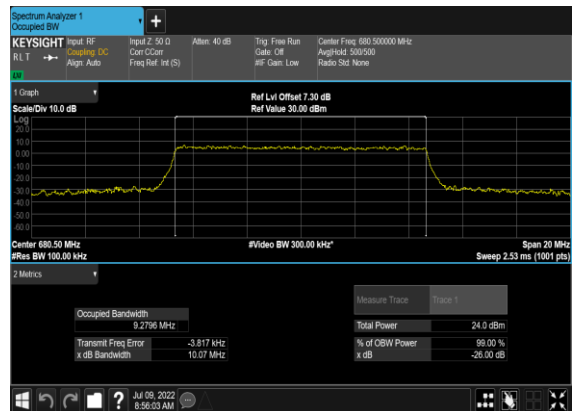 Spectrum Analyzer 1
Occupied BW
+
KEYSIGHT Input: RF Input Z: 50 Ω Atten: 40 dB Trig: Free Run Center Freq: 680.500000 MHz
RLT Coupling: DC Corr CCorr Gate: Off Avg|Hold: 500/500
Align: Auto Freq Ref: Int (S) #IF Gain: Low Radio Std: None
1 Graph Ref Lvl Offset 7.30 dB
Scale/Div 10.0 dB Ref Value 30.00 dBm
Log
20.0
10.0
0.00
-10.0
-20.0
-30.0
-40.0
-50.0
-60.0
Center 680.50 MHz #Video BW 300.00 kHz* Span 20 MHz
#Res BW 100.00 kHz Sweep 2.53 ms (1001 pts)
2 Metrics
Measure Trace Trace 1
Occupied Bandwidth
9.2796 MHz Total Power 24.0 dBm
Transmit Freq Error -3.817 kHz % of OBW Power 99.00 %
x dB Bandwidth 10.07 MHz x dB -26.00 dB
? Jul 09, 2022
8:56:03 AM